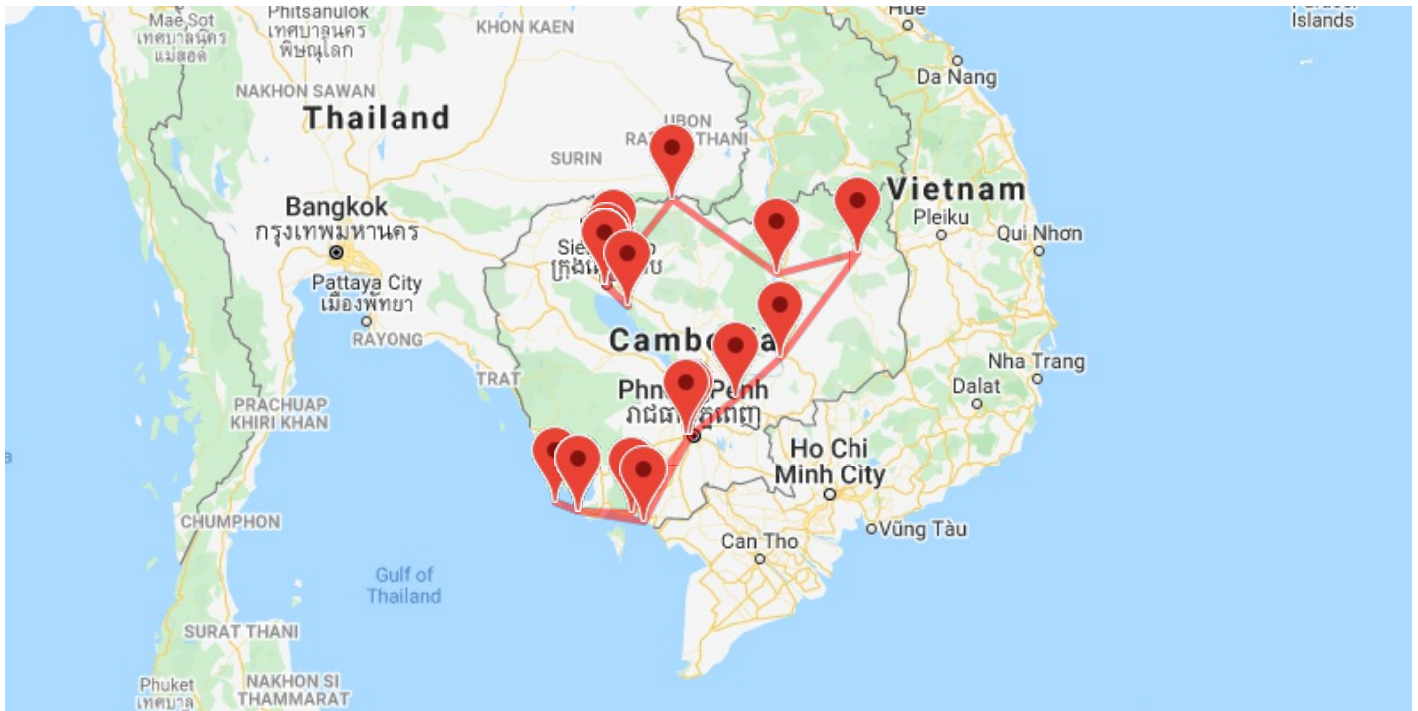 Mae Sot
เทศบาลนคร
แม่สอด
Phitsanulok
เทศบาลนคร
พิษณุโลก
KHON KAEN
Hue
Islands
Da Nang
NAKHON SAWAN
Thailand
UBON
THANI
SURIN
Vietnam
Pleiku
Qui Nhơn
Bangkok
กรุงเทพมหานคร
Pattaya City
เมืองพัทยา
RAYONG
TRAT
Penh
Nha Trang
Dalat
PRACHUAP
KHIRI KHAN
Ho Chi
Minh City
CHUMPHON
Vũng Tàu
Can Tho
Gulf of
Thailand
SURAT THANI
Phuket
NAKHON SI
THAMMARAT